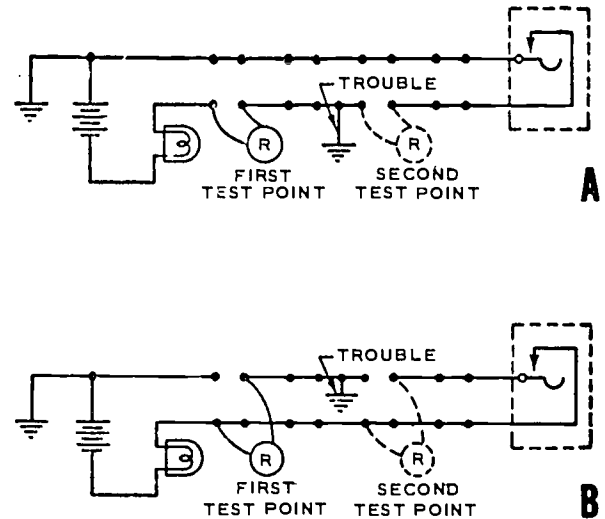 TROUBLE
R
R
FIRST
TEST POINT
SECOND
TEST POINT
A
TROUBLE
R
R
FIRST
TEST POINT
SECOND
TEST POINT
B